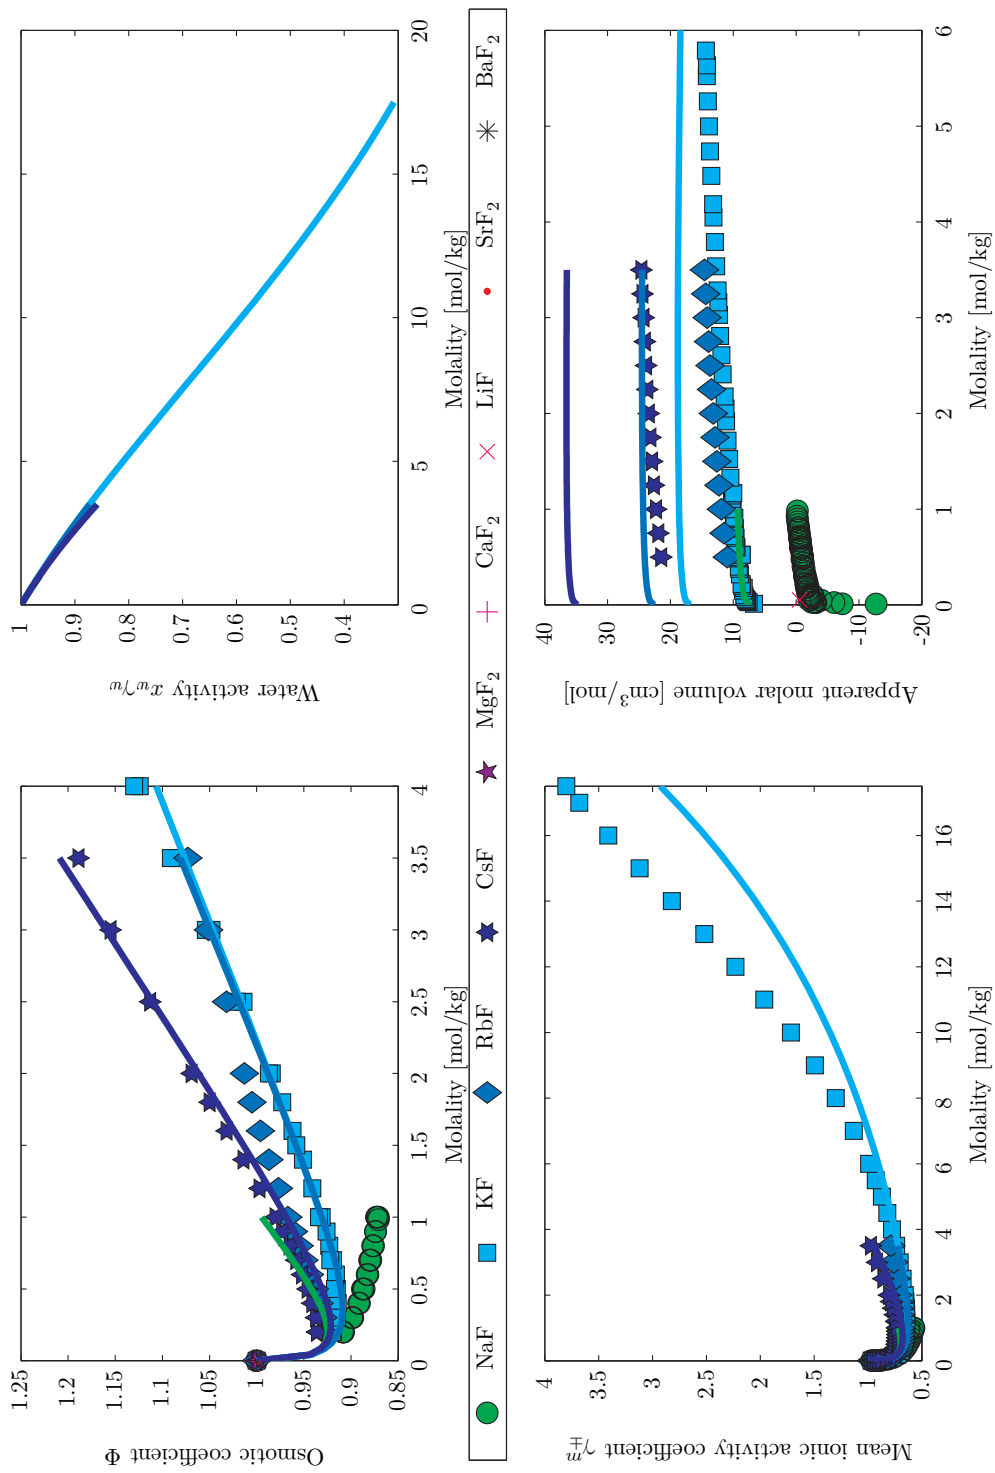 Osmotic coefficient Φ
1.25
1.2
1.15
1.1
1.05
1
0.95
0.9
0.85
0 0.5 1 1.5 2 2.5 3 3.5 4
Molality [mol/kg]
Water activity x_w γ_w
1
0.9
0.8
0.7
0.6
0.5
0.4
0 5 10 15 20
Molality [mol/kg]
NaF KF RbF CsF MgF₂ CaF₂ LiF SrF₂ BaF₂
Mean ionic activity coefficient γ±^m
4
3.5
3
2.5
2
1.5
1
0.5
0 2 4 6 8 10 12 14 16
Molality [mol/kg]
Apparent molar volume [cm³/mol]
40
30
20
10
0
-10
-20
0 1 2 3 4 5 6
Molality [mol/kg]